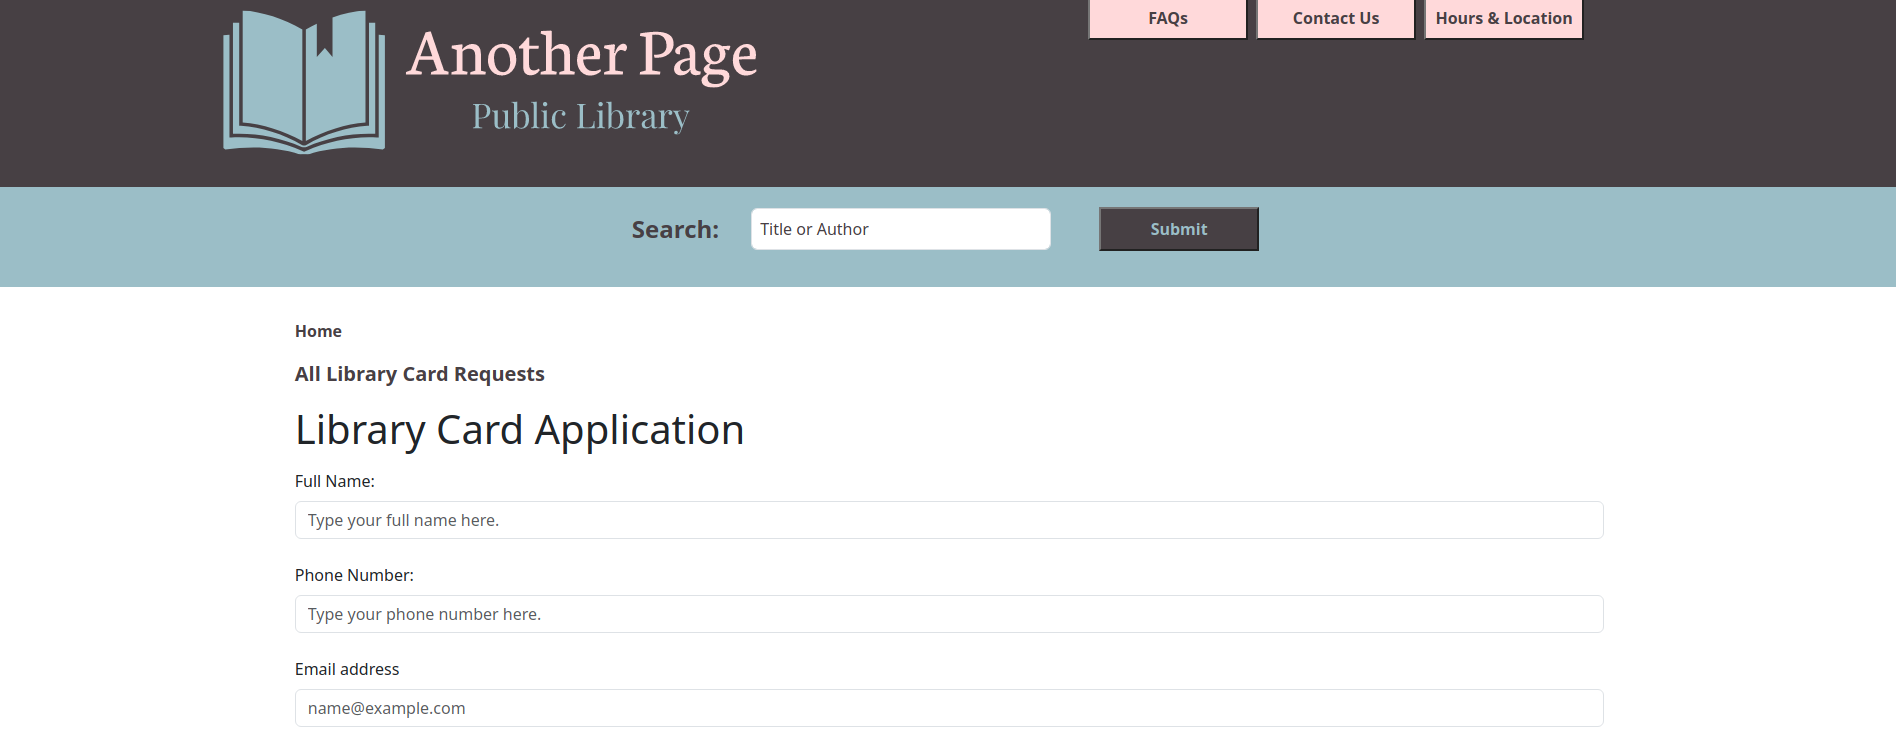 FAQs
Contact Us
Hours & Location
Another Page
Public Library
Search:
Title or Author
Submit
Home
All Library Card Requests
Library Card Application
Full Name:
Type your full name here.
Phone Number:
Type your phone number here.
Email address
name@example.com